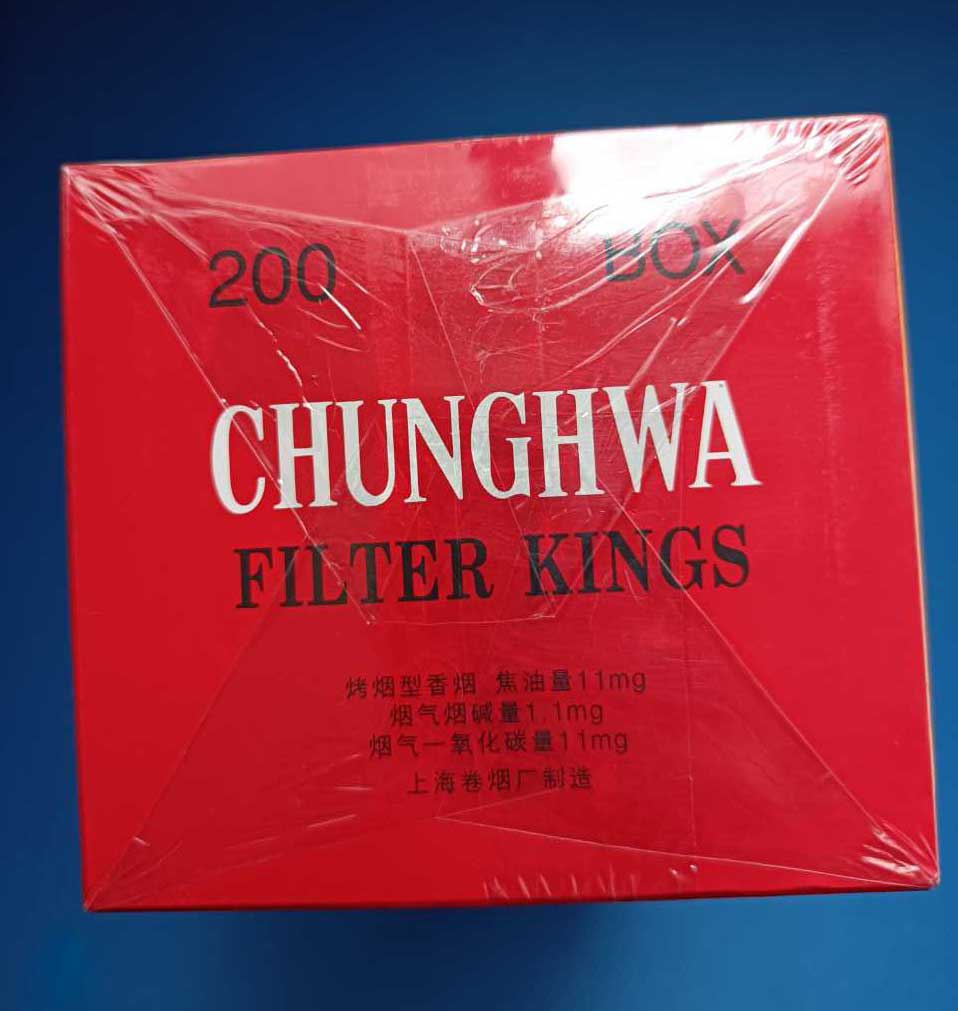 200 BOX
CHUNGHWA
FILTER KINGS
烤烟型香烟 焦油量11mg
烟气烟碱量1.1mg
烟气一氧化碳量11mg
上海卷烟厂制造